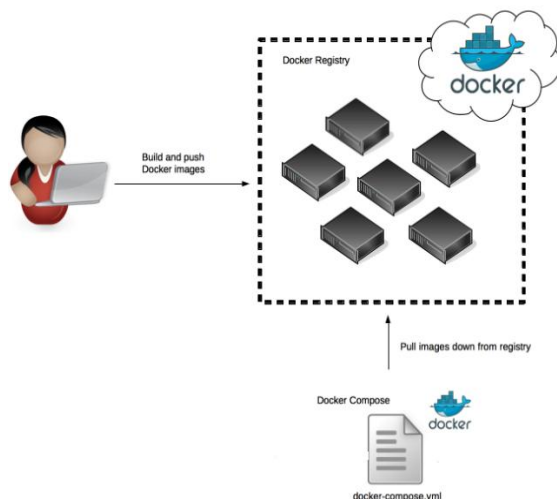 Docker Registry
docker
Build and push
Docker images
Pull images down from registry
Docker Compose
docker
docker-compose.yml